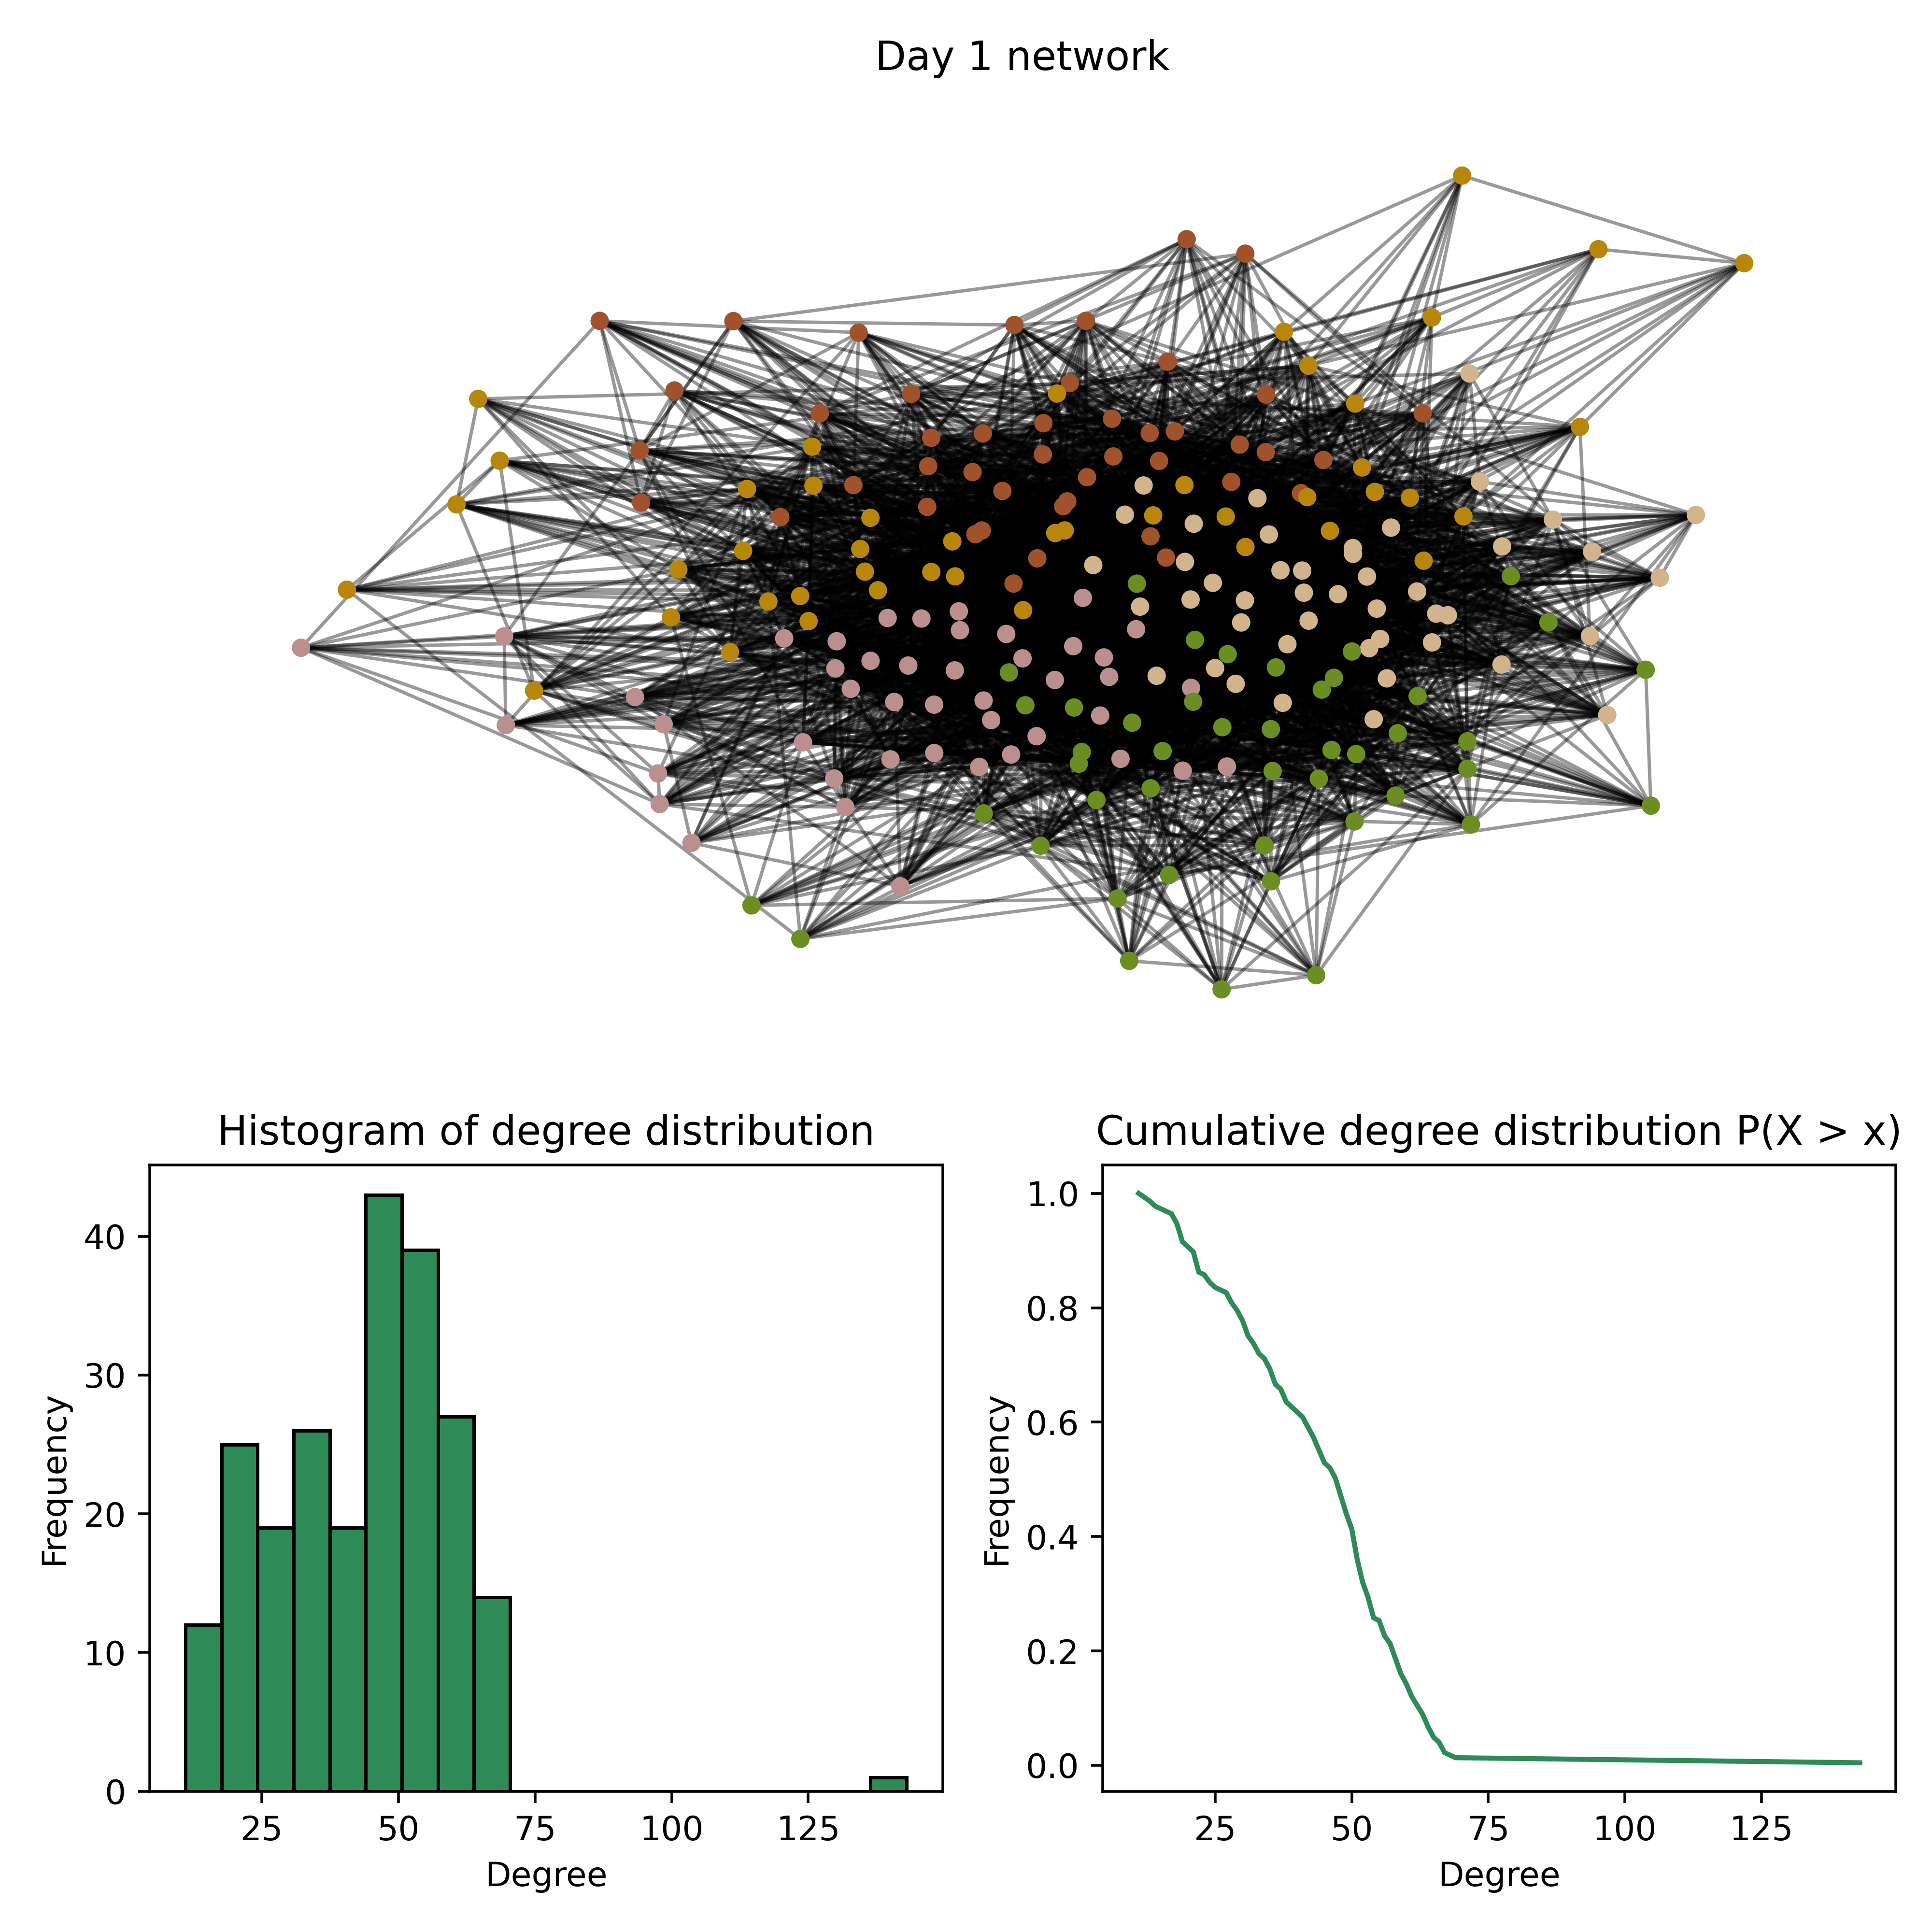 Day 1 network
Histogram of degree distribution
Frequency
40
30
20
10
0
25 50 75 100 125
Degree
Cumulative degree distribution P(X > x)
Frequency
1.0
0.8
0.6
0.4
0.2
0.0
25 50 75 100 125
Degree